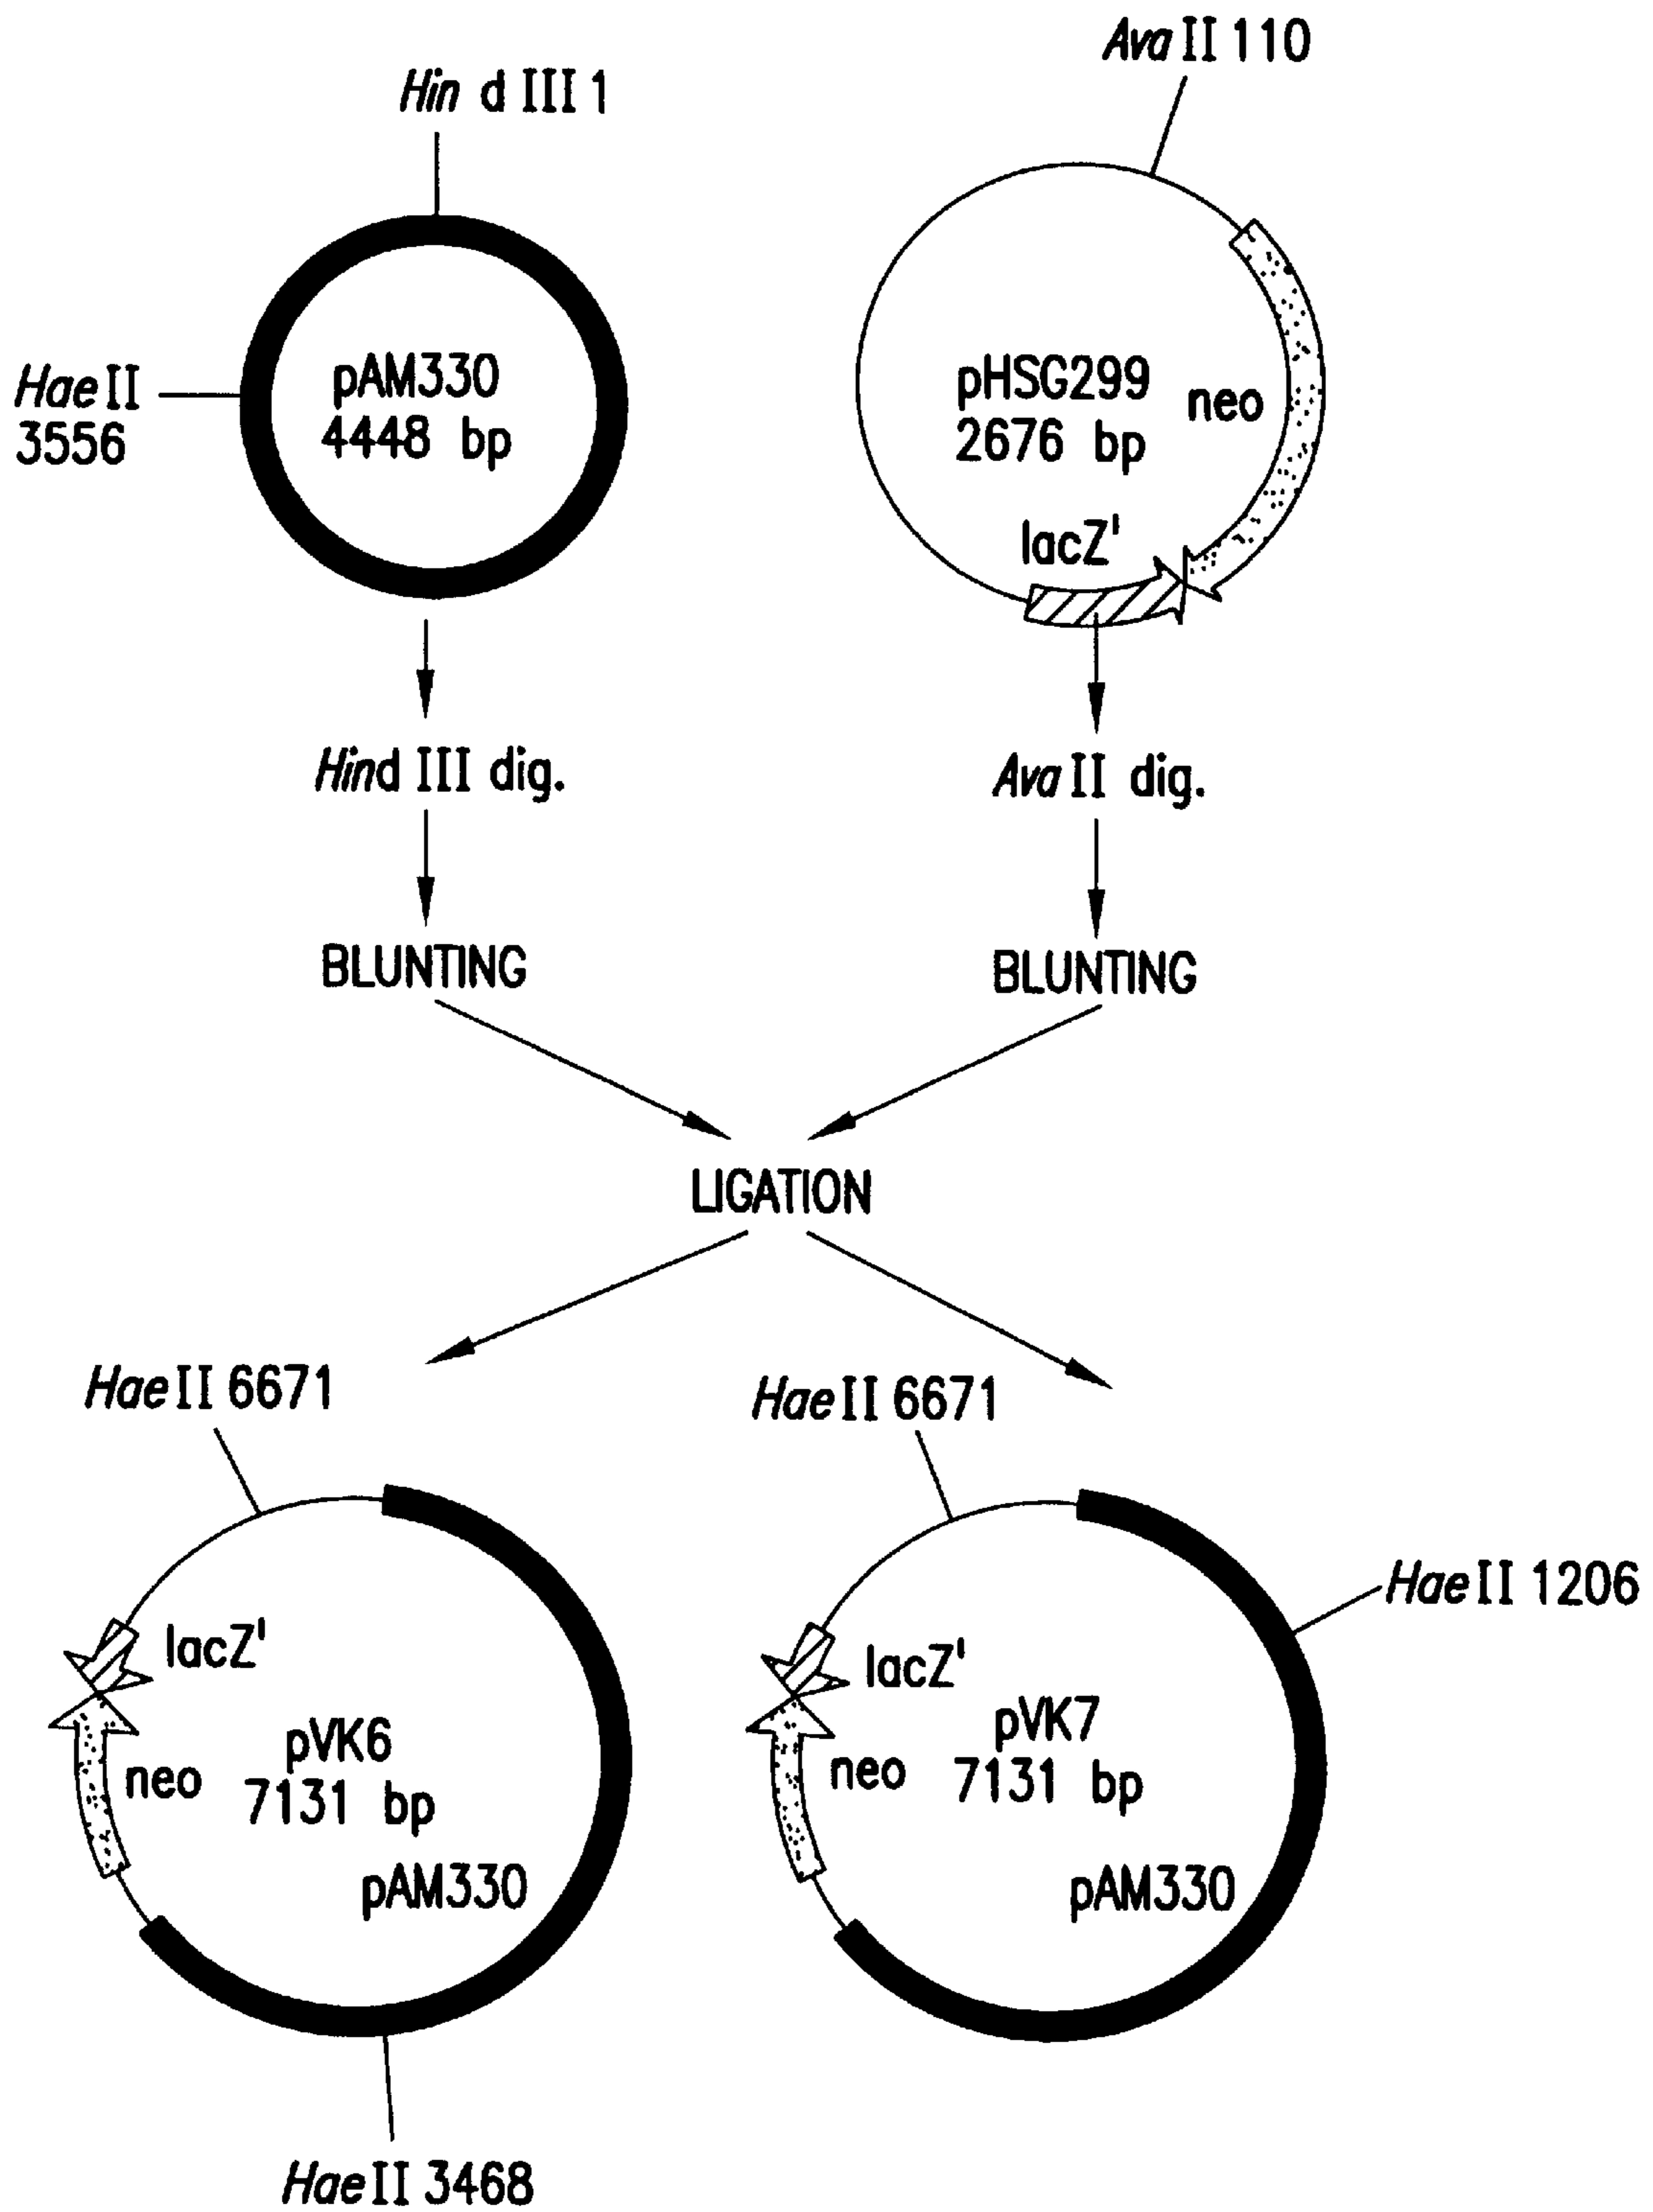 Hin d III 1
Ava II 110
Hae II
3556
pAM330
4448 bp
pHSG299
2676 bp
neo
lacZ'
Hind III dig.
Ava II dig.
BLUNTING
BLUNTING
LIGATION
Hae II 6671
Hae II 6671
Hae II 1206
lacZ'
lacZ'
pVK6
7131 bp
neo
pVK7
7131 bp
neo
pAM330
pAM330
Hae II 3468